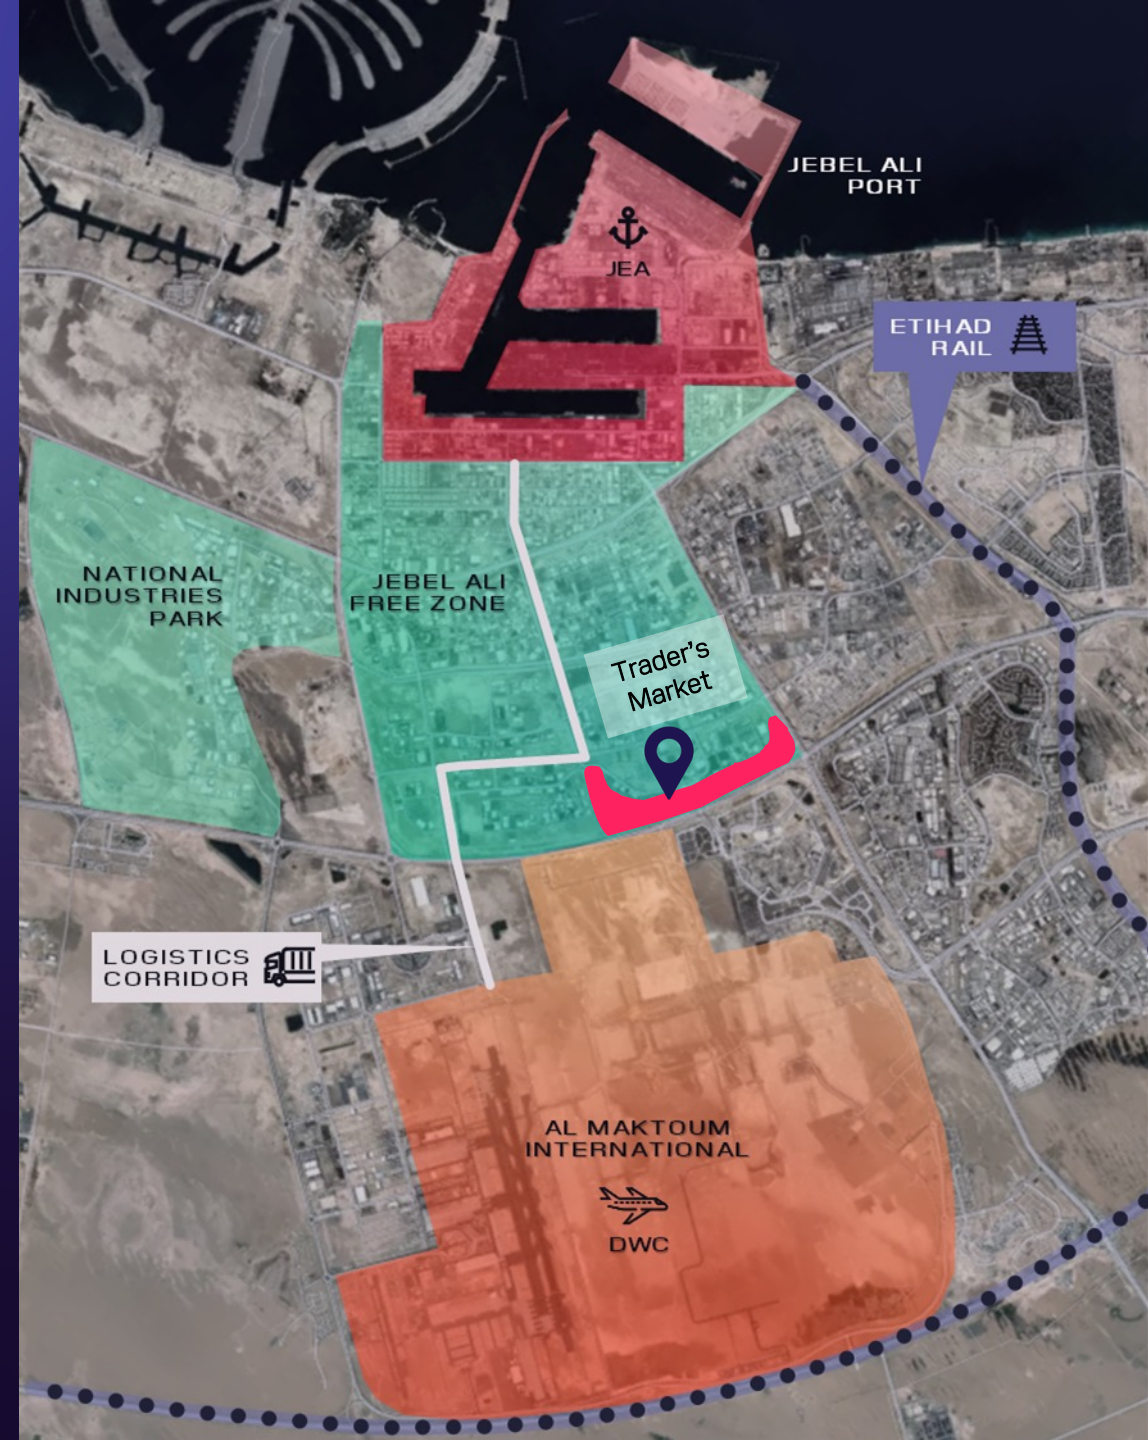 JEBEL ALI
PORT
JEA
ETIHAD
RAIL
NATIONAL
INDUSTRIES
PARK
JEBEL ALI
FREE ZONE
Trader's
Market
LOGISTICS
CORRIDOR
AL MAKTOUM
INTERNATIONAL
DWC